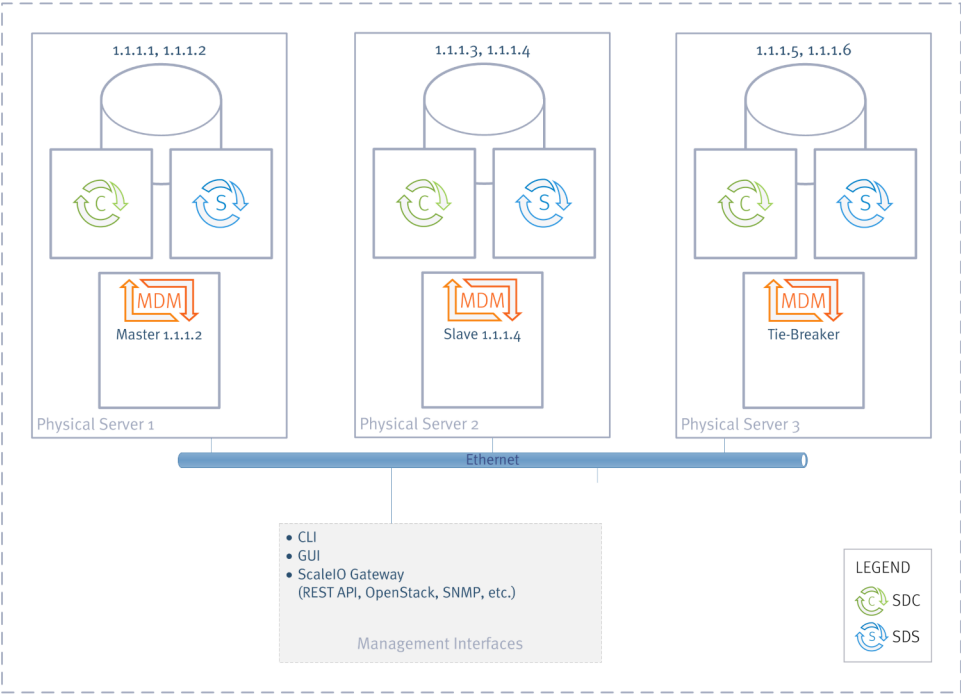 1.1.1.1, 1.1.1.2
C
S
MDM
Master 1.1.1.2
Physical Server 1
1.1.1.3, 1.1.1.4
C
S
MDM
Slave 1.1.1.4
Physical Server 2
1.1.1.5, 1.1.1.6
C
S
MDM
Tie-Breaker
Physical Server 3
Ethernet
• CLI
• GUI
• ScaleIO Gateway
(REST API, OpenStack, SNMP, etc.)
Management Interfaces
LEGEND
C SDC
S SDS